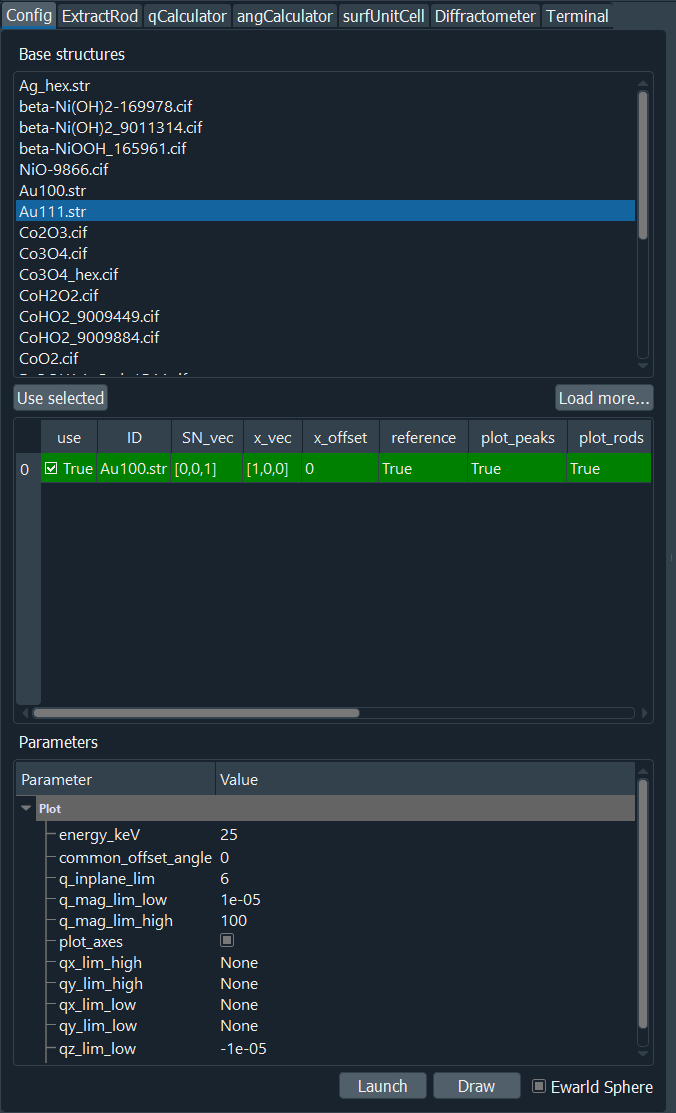 Config ExtractRod qCalculator angCalculator surfUnitCell Diffractometer Terminal
Base structures
Ag_hex.str
beta-Ni(OH)2-169978.cif
beta-Ni(OH)2_9011314.cif
beta-NiOOH_165961.cif
NiO-9866.cif
Au100.str
Au111.str
Co2O3.cif
Co3O4.cif
Co3O4_hex.cif
CoH2O2.cif
CoHO2_9009449.cif
CoHO2_9009884.cif
CoO2.cif
Use selected Load more...
use ID SN_vec x_vec x_offset reference plot_peaks plot_rods
0 True Au100.str [0,0,1] [1,0,0] 0 True True True
Parameters
Parameter Value
Plot
energy_keV 25
common_offset_angle 0
q_inplane_lim 6
q_mag_lim_low 1e-05
q_mag_lim_high 100
plot_axes
qx_lim_high None
qy_lim_high None
qx_lim_low None
qy_lim_low None
qz_lim_low -1e-05
Launch Draw Ewarld Sphere